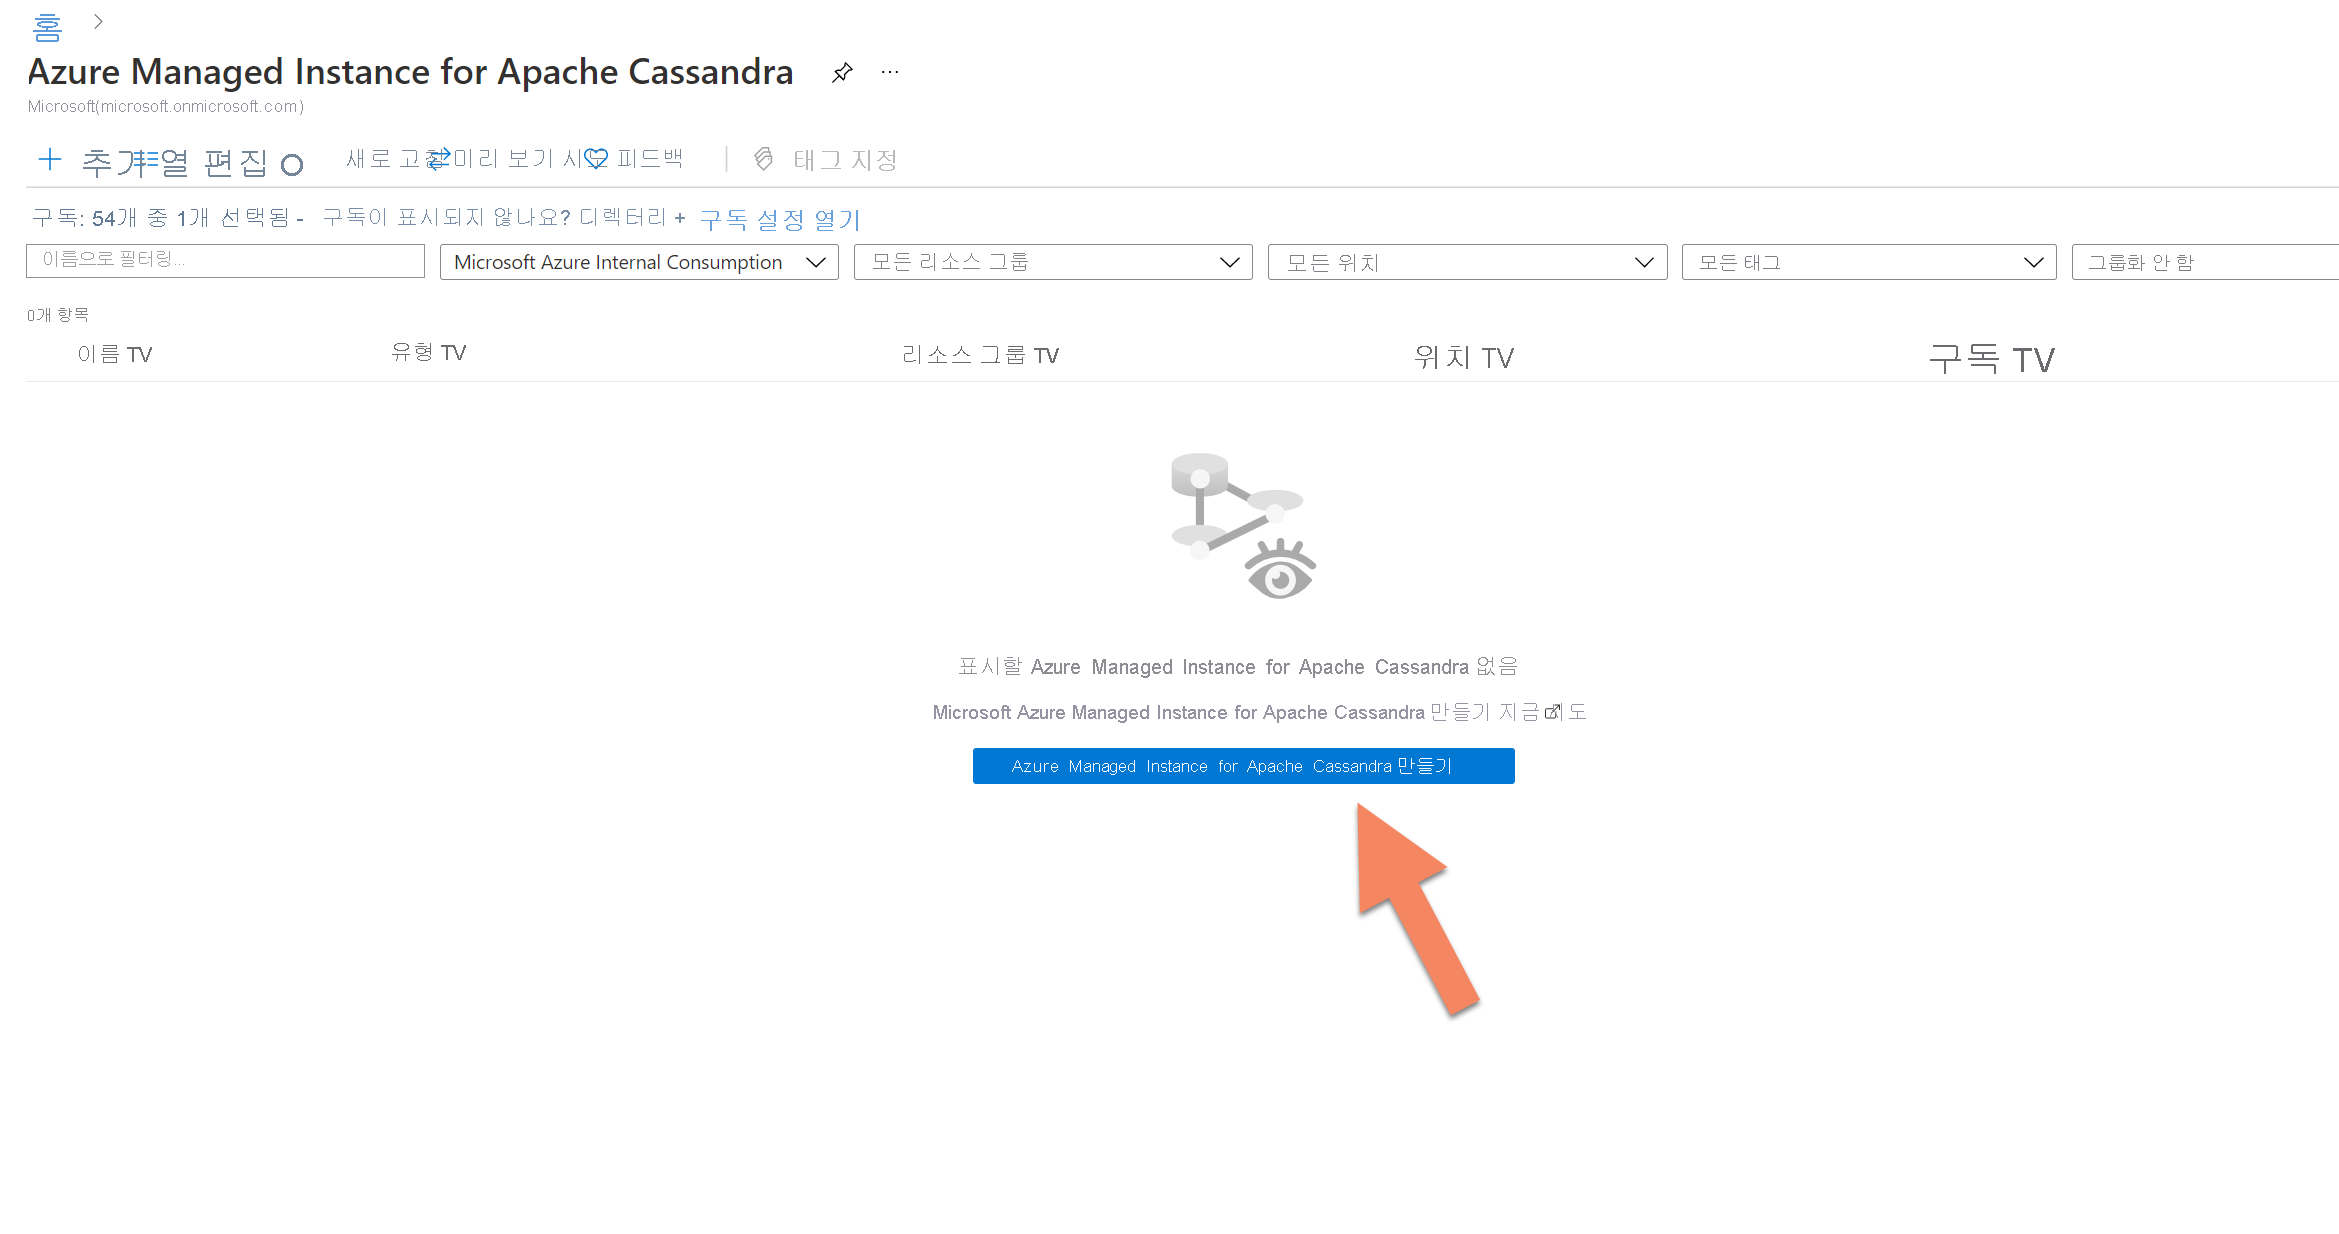 홈
Azure Managed Instance for Apache Cassandra ...
Microsoft(microsoft.onmicrosoft.com)
+ 추가 열 편집 새로 고침 미리 보기 시도 피드백 태그 지정
구독: 54개 중 1개 선택됨 - 구독이 표시되지 않나요? 디렉터리 + 구독 설정 열기
이름으로 필터링... Microsoft Azure Internal Consumption 모든 리소스 그룹 모든 위치 모든 태그 그룹화 안 함
0개 항목
이름 TV 유형 TV 리소스 그룹 TV 위치 TV 구독 TV
표시할 Azure Managed Instance for Apache Cassandra 없음
Microsoft Azure Managed Instance for Apache Cassandra 만들기 지금 시도
Azure Managed Instance for Apache Cassandra 만들기